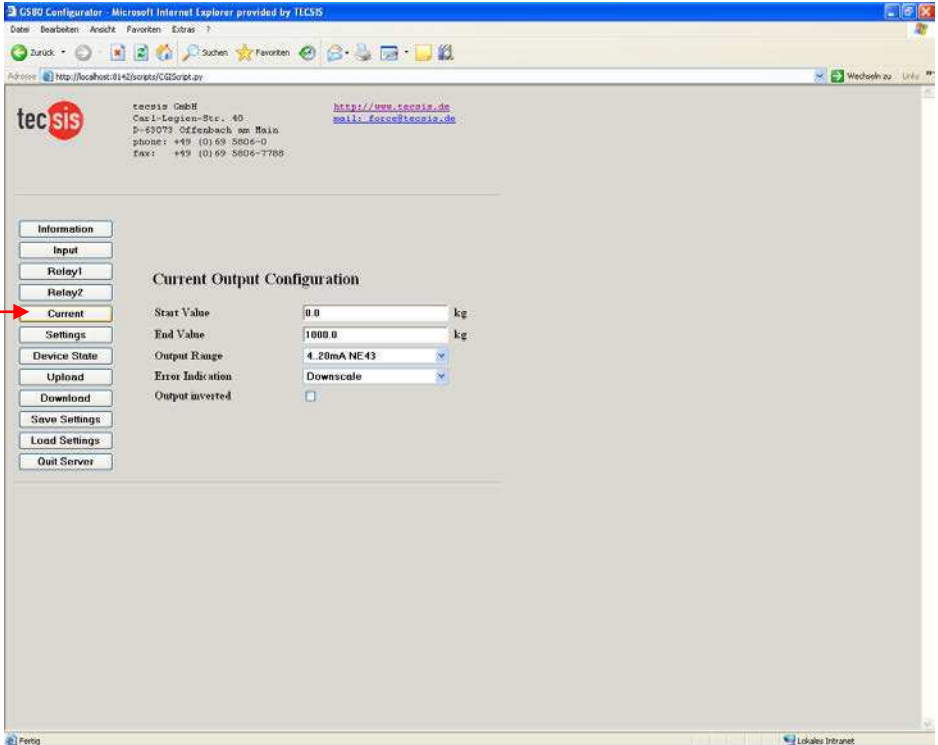 GS80 Configurator - Microsoft Internet Explorer provided by TECSIS
Datei Bearbeiten Ansicht Favoriten Extras ?
Zurück Suchen Favoriten
Adresse http://localhost:8142/scripts/CGIScript.py Wechseln zu Links
tecsis
tecsis GmbH
Carl-Legien-Str. 40
D-63073 Offenbach am Main
phone: +49 (0)69 5806-0
fax: +49 (0)69 5806-7788
http://www.tecsis.de
mail: force@tecsis.de
Information
Input
Relay1
Relay2
Current
Settings
Device State
Upload
Download
Save Settings
Load Settings
Quit Server
Current Output Configuration
Start Value 0.0 kg
End Value 1000.0 kg
Output Range 4..20mA NE43
Error Indication Downscale
Output inverted
Fertig Lokales Intranet